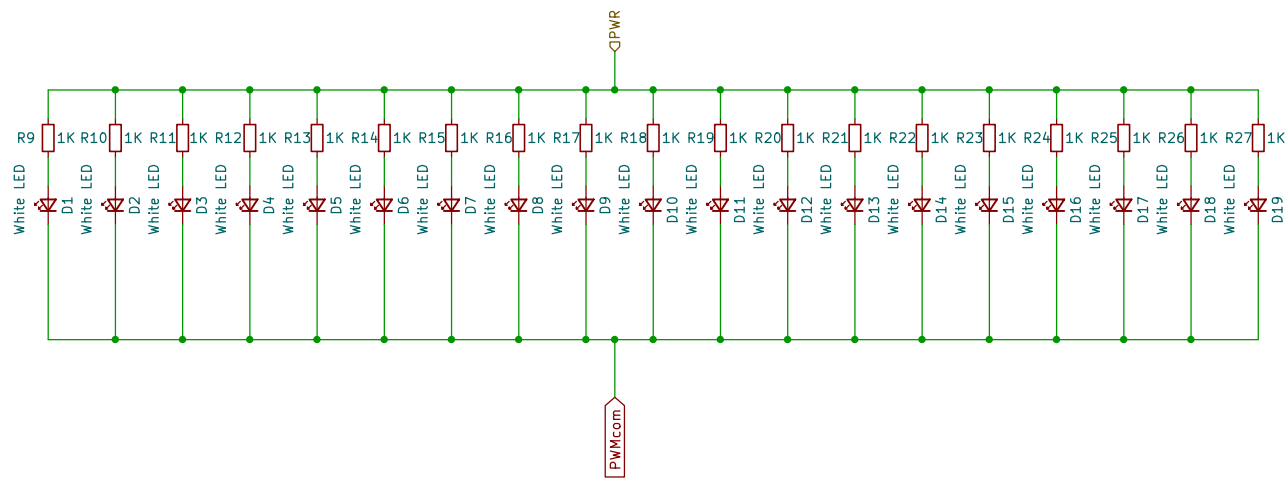 PWR
R9 1K R10 1K R11 1K R12 1K R13 1K R14 1K R15 1K R16 1K R17 1K R18 1K R19 1K R20 1K R21 1K R22 1K R23 1K R24 1K R25 1K R26 1K R27 1K
White LED D1
White LED D2
White LED D3
White LED D4
White LED D5
White LED D6
White LED D7
White LED D8
White LED D9
White LED D10
White LED D11
White LED D12
White LED D13
White LED D14
White LED D15
White LED D16
White LED D17
White LED D18
White LED D19
PWMcom